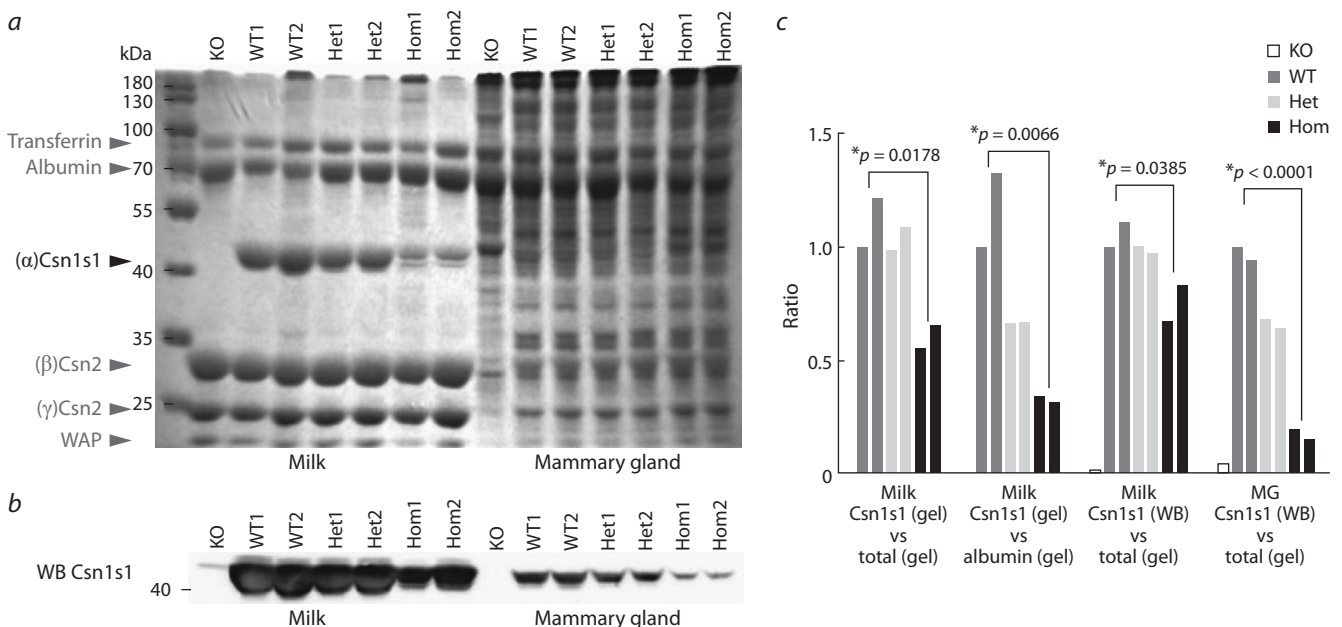 a
kDa
KO WT1 WT2 Het1 Het2 Hom1 Hom2 KO WT1 WT2 Het1 Het2 Hom1 Hom2
180
130
100
Transferrin
Albumin
70
55
(α)Csn1s1
40
35
(β)Csn2
25
(γ)Csn2
WAP
Milk Mammary gland
b
KO WT1 WT2 Het1 Het2 Hom1 Hom2 KO WT1 WT2 Het1 Het2 Hom1 Hom2
WB Csn1s1
40
Milk Mammary gland
c
KO
WT
Het
Hom
Ratio
1.5
1.0
0.5
0
*p = 0.0178
*p = 0.0066
*p = 0.0385
*p < 0.0001
Milk
Csn1s1 (gel)
vs
total (gel)
Milk
Csn1s1 (gel)
vs
albumin (gel)
Milk
Csn1s1 (WB)
vs
total (gel)
MG
Csn1s1 (WB)
vs
total (gel)